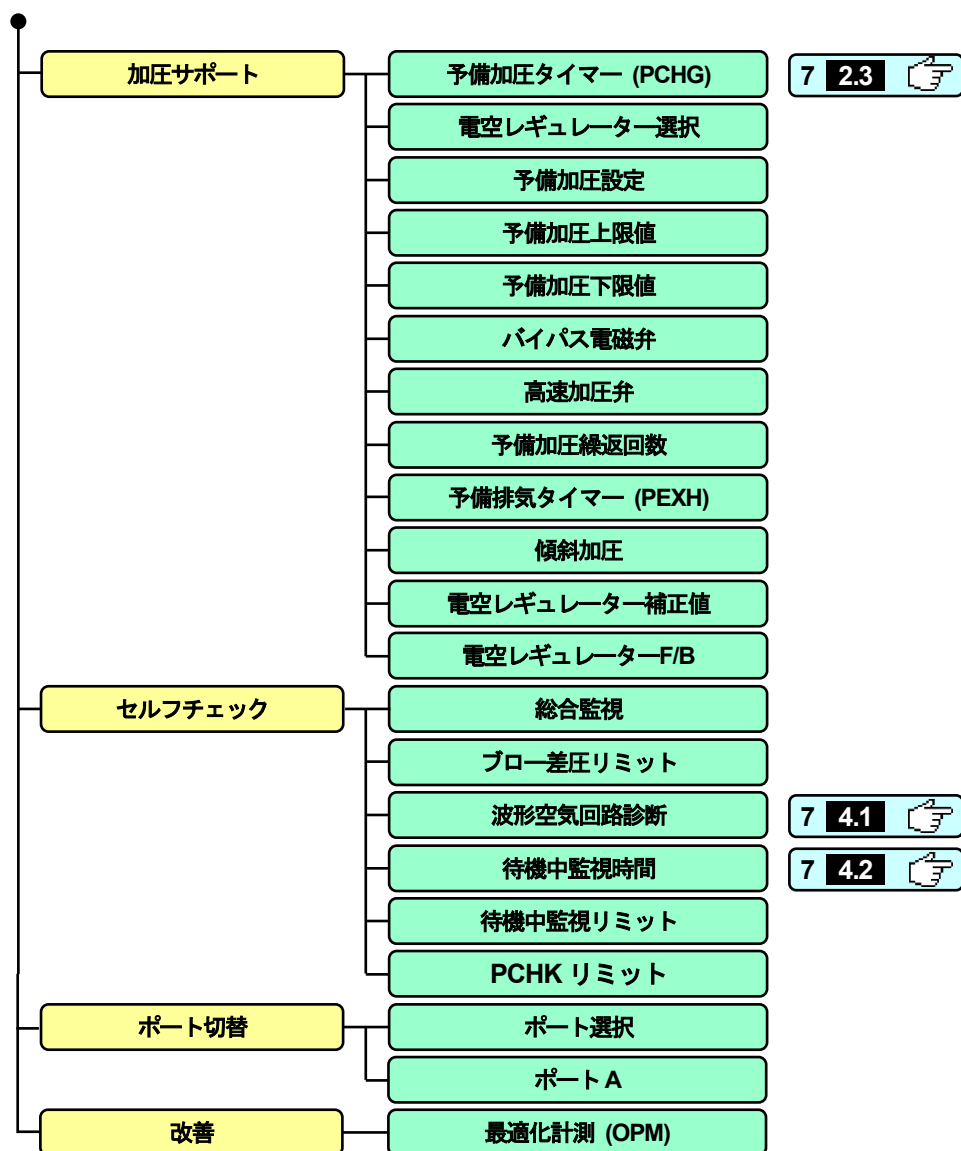 加圧サポート
予備加圧タイマー (PCHG)
7 2.3
電空レギュレーター選択
予備加圧設定
予備加圧上限値
予備加圧下限値
バイパス電磁弁
高速加圧弁
予備加圧繰返回数
予備排気タイマー (PEXH)
傾斜加圧
電空レギュレーター補正値
電空レギュレーターF/B
セルフチェック
総合監視
ブロー差圧リミット
波形空気回路診断
7 4.1
待機中監視時間
7 4.2
待機中監視リミット
PCHK リミット
ポート切替
ポート選択
ポート A
改善
最適化計測 (OPM)